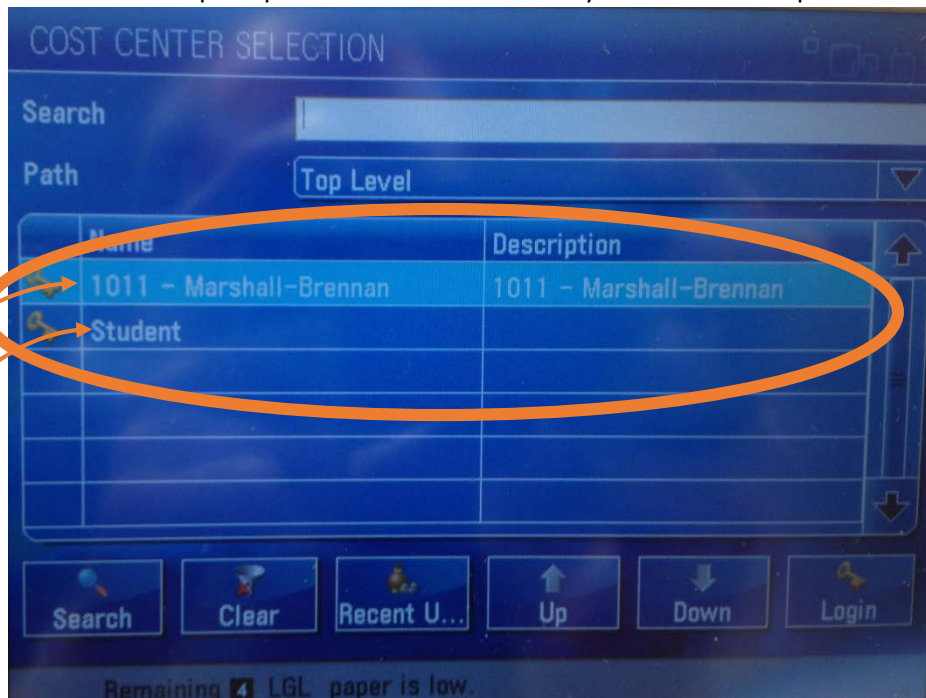 COST CENTER SELECTION
Search
Path Top Level
Name Description
1011 - Marshall-Brennan 1011 - Marshall-Brennan
Student
Search Clear Recent U... Up Down Login
Remaining 4 LGL paper is low.